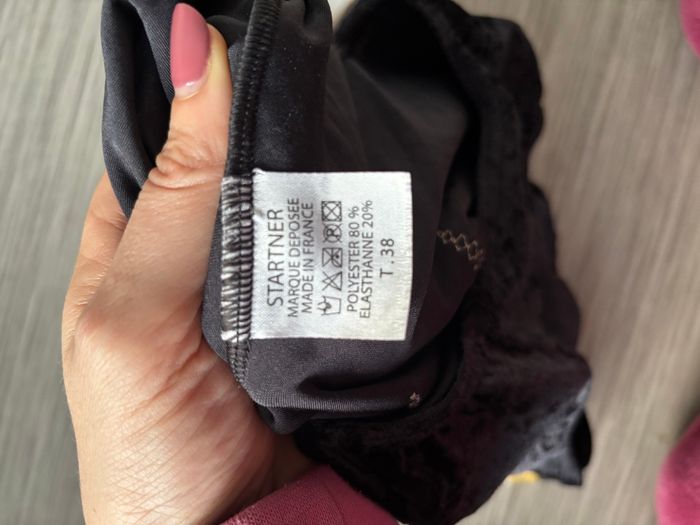 STARTNER
MARQUE DEPOSEE
MADE IN FRANCE
POLYESTER 80 %
ELASTHANNE 20%
T .38